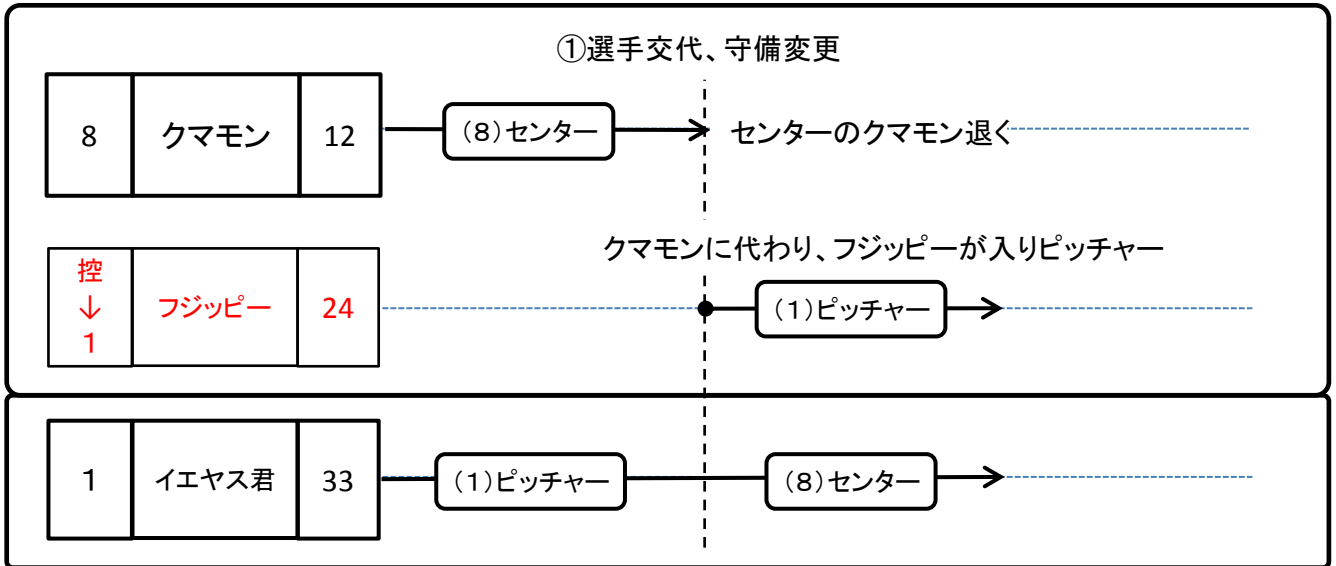 ①選手交代、守備変更
8 クマモン 12 (8)センター センターのクマモン退く
クマモンに代わり、フジッピーが入りピッチャー
控
↓
1
フジッピー 24 (1)ピッチャー
1 イエヤス君 33 (1)ピッチャー (8)センター